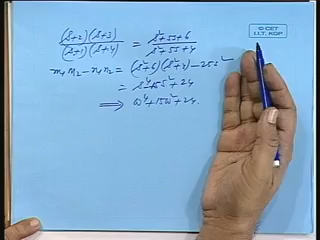 (s+2)(s+3) / (s+1)(s+4) = s²+5s+6 / s²+5s+4
m₁m₂ − n₁n₂ = (s²+6)(s²+4) − 25s²
= s⁴−15s²+24
⟹ ω⁴+15ω²+24.
© CET
I.I.T. KGP